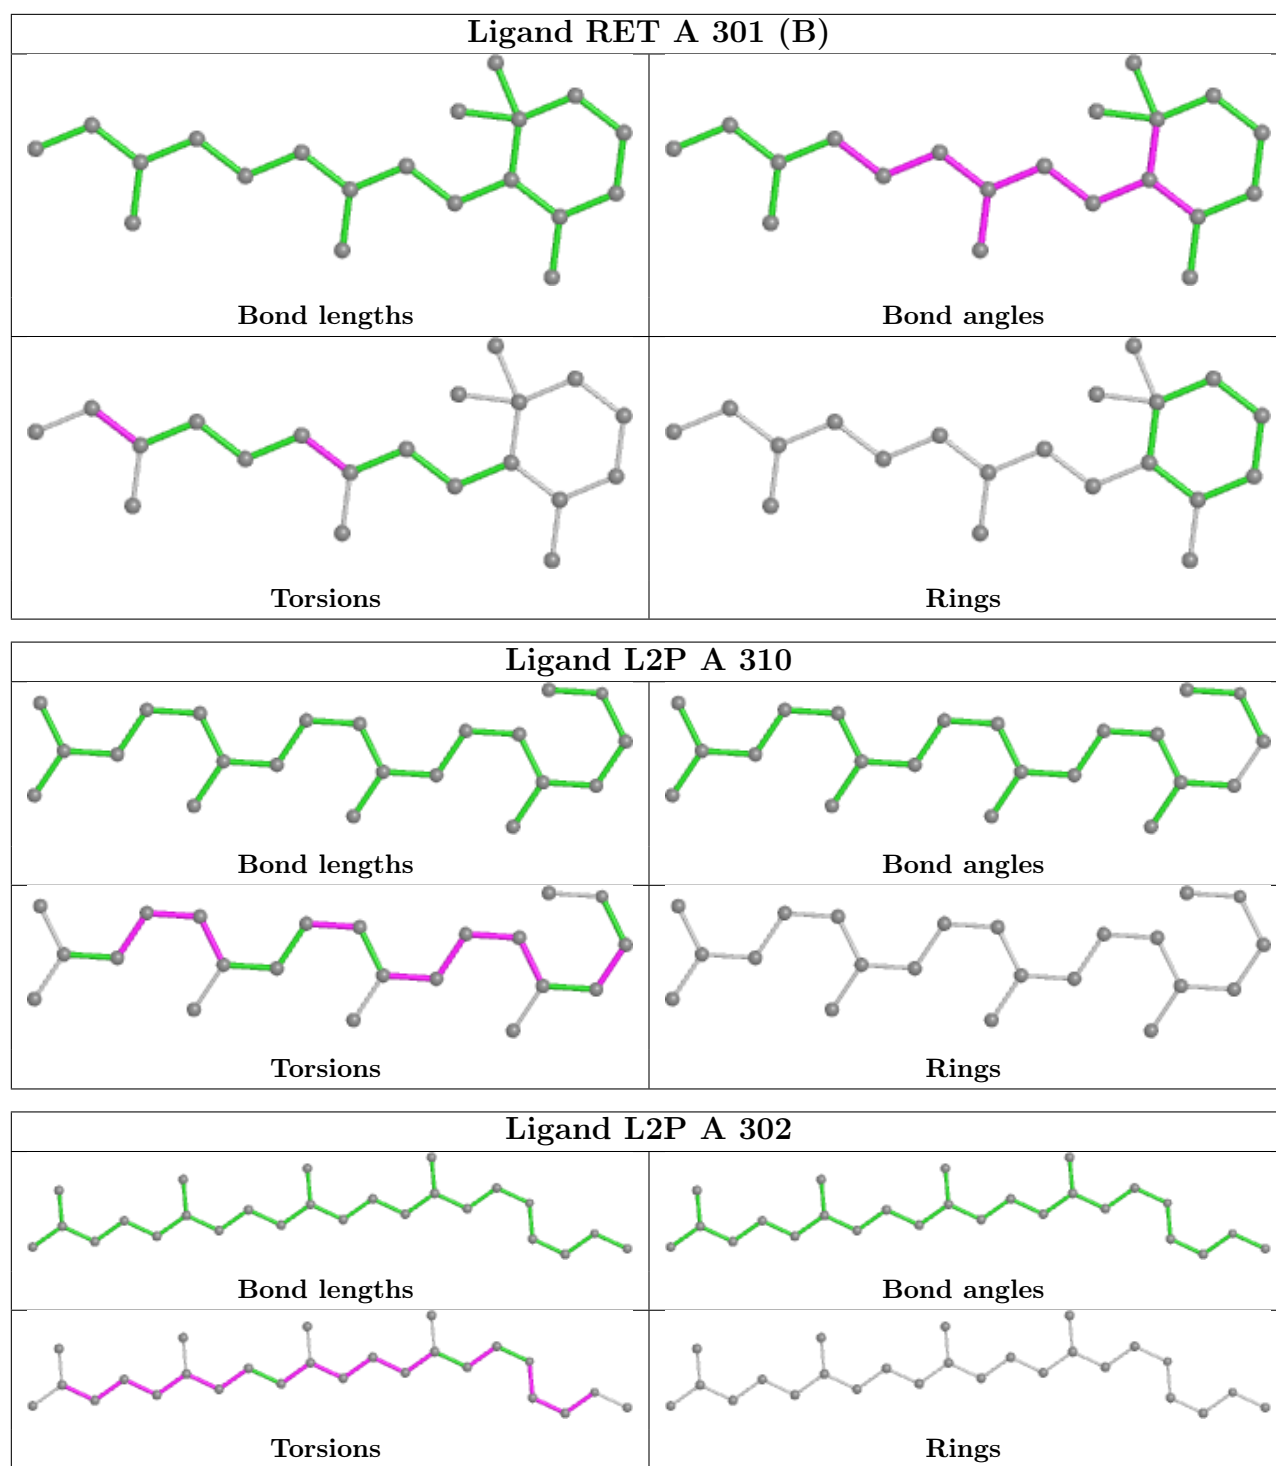 Ligand RET A 301 (B)
Bond lengths
Bond angles
Torsions
Rings
Ligand L2P A 310
Bond lengths
Bond angles
Torsions
Rings
Ligand L2P A 302
Bond lengths
Bond angles
Torsions
Rings